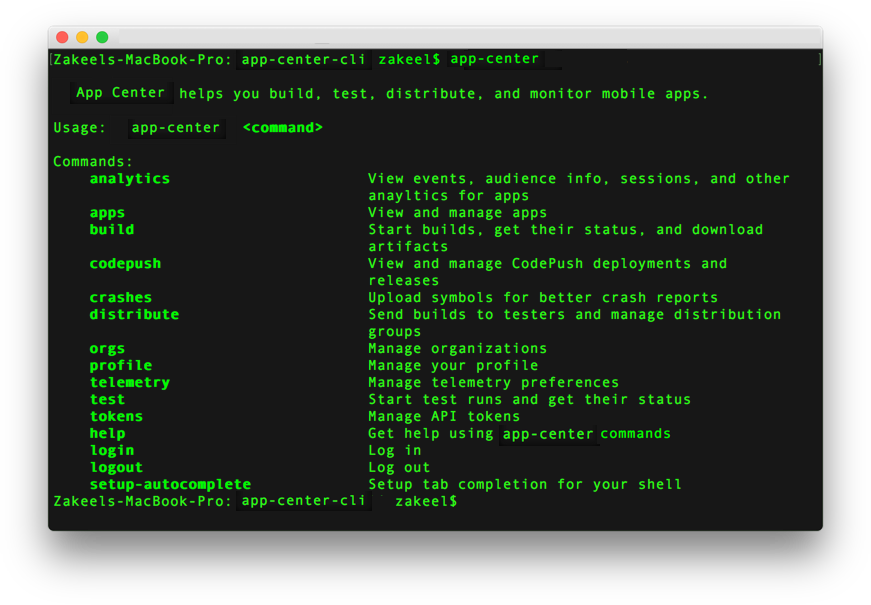 [Zakeels-MacBook-Pro: app-center-cli zakeel$ app-center ]
App Center helps you build, test, distribute, and monitor mobile apps.
Usage: app-center <command>
Commands:
analytics View events, audience info, sessions, and other
anayltics for apps
apps View and manage apps
build Start builds, get their status, and download
artifacts
codepush View and manage CodePush deployments and
releases
crashes Upload symbols for better crash reports
distribute Send builds to testers and manage distribution
groups
orgs Manage organizations
profile Manage your profile
telemetry Manage telemetry preferences
test Start test runs and get their status
tokens Manage API tokens
help Get help using app-center commands
login Log in
logout Log out
setup-autocomplete Setup tab completion for your shell
Zakeels-MacBook-Pro: app-center-cli zakeel$